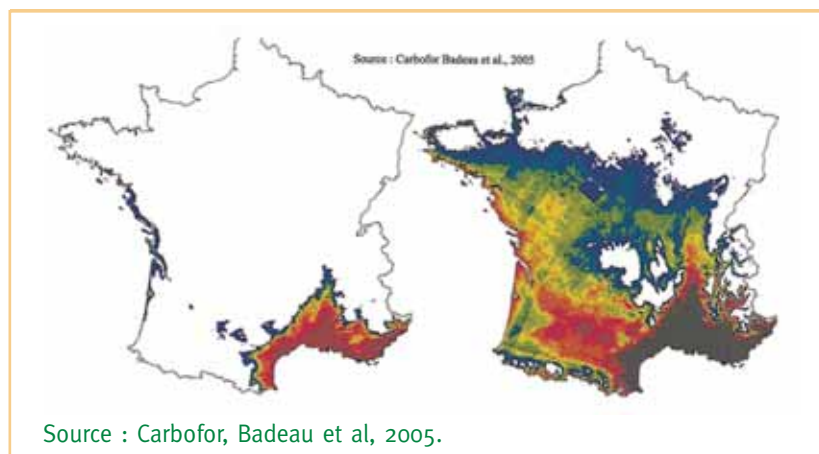 Source : Carbofor Badeau et al., 2005
Source : Carbofor, Badeau et al, 2005.